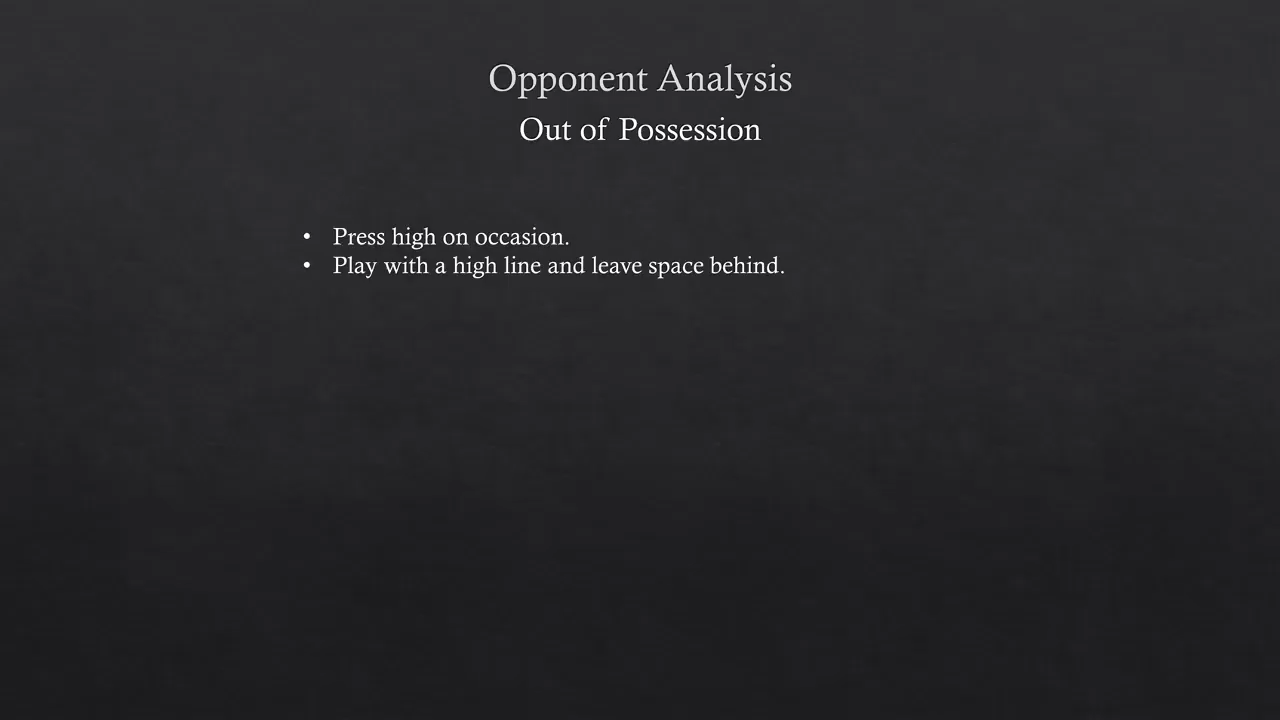 Opponent Analysis
Out of Possession
• Press high on occasion.
• Play with a high line and leave space behind.